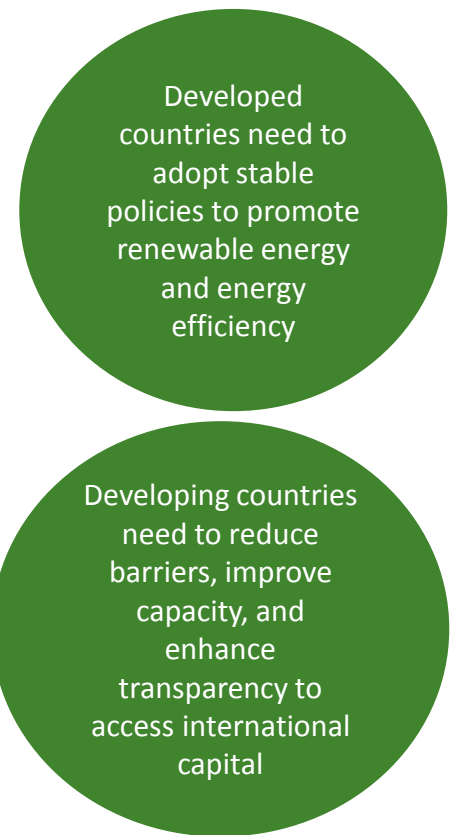 Developed
countries need to
adopt stable
policies to promote
renewable energy
and energy
efficiency
Developing countries
need to reduce
barriers, improve
capacity, and
enhance
transparency to
access international
capital